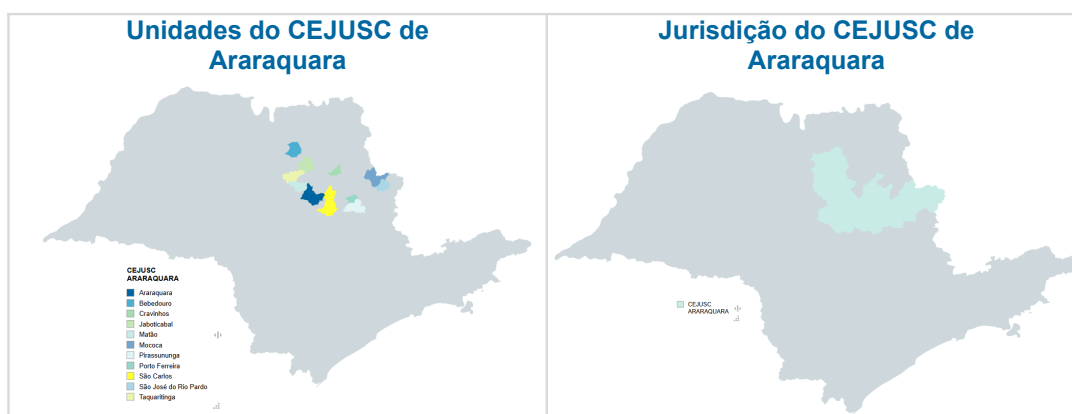 Unidades do CEJUSC de
Araraquara
CEJUSC
ARARAQUARA
Araraquara
Bebedouro
Cravinhos
Jaboticabal
Matão
Mococa
Pirassununga
Porto Ferreira
São Carlos
São José do Rio Pardo
Taquaritinga
Jurisdição do CEJUSC de
Araraquara
CEJUSC
ARARAQUARA